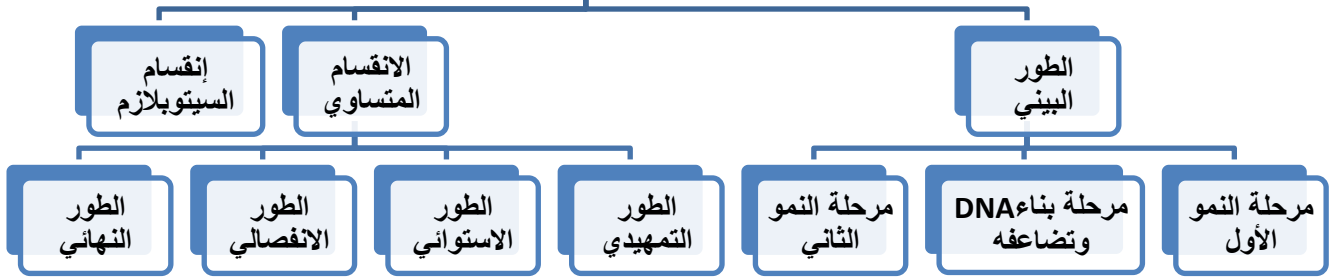 الطور
البيني
الانقسام
المتساوي
إنقسام
السيتوبلازم
مرحلة النمو
الأول
مرحلة بناءDNA
وتضاعفه
مرحلة النمو
الثاني
الطور
التمهيدي
الطور
الاستوائي
الطور
الانفصالي
الطور
النهائي